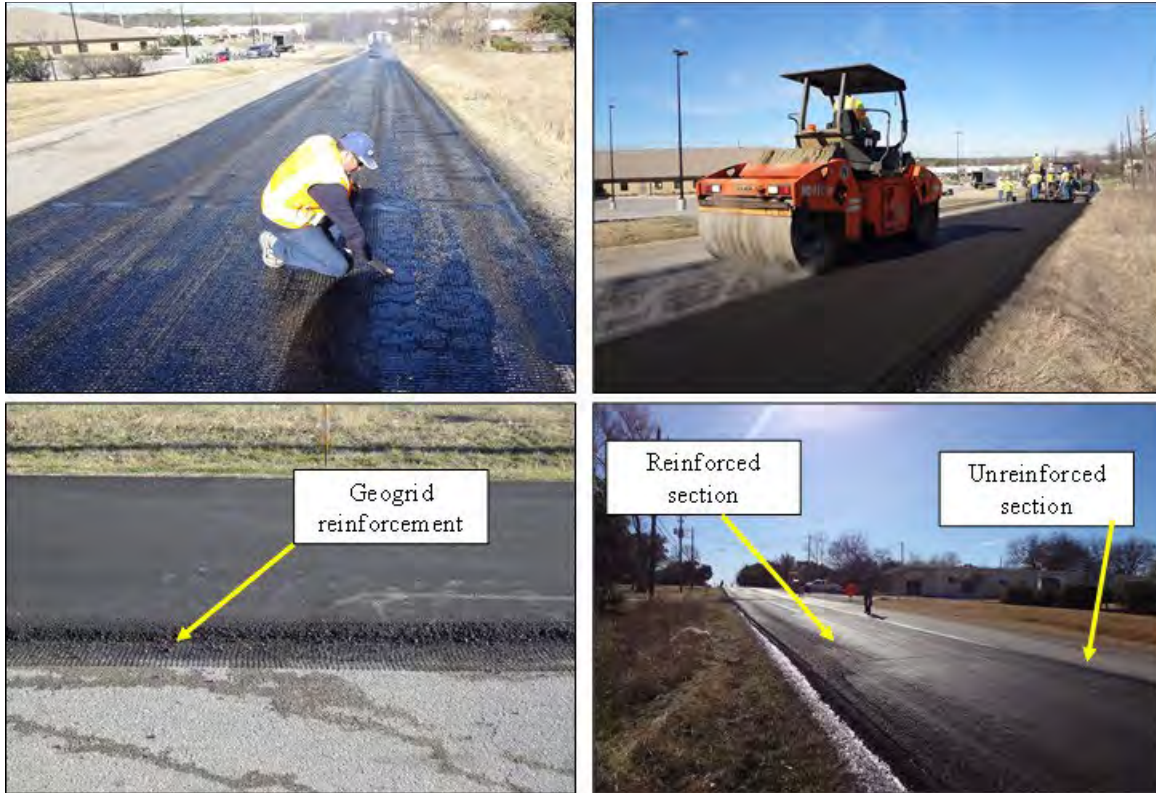 Geogrid
reinforcement
Reinforced
section
Unreinforced
section